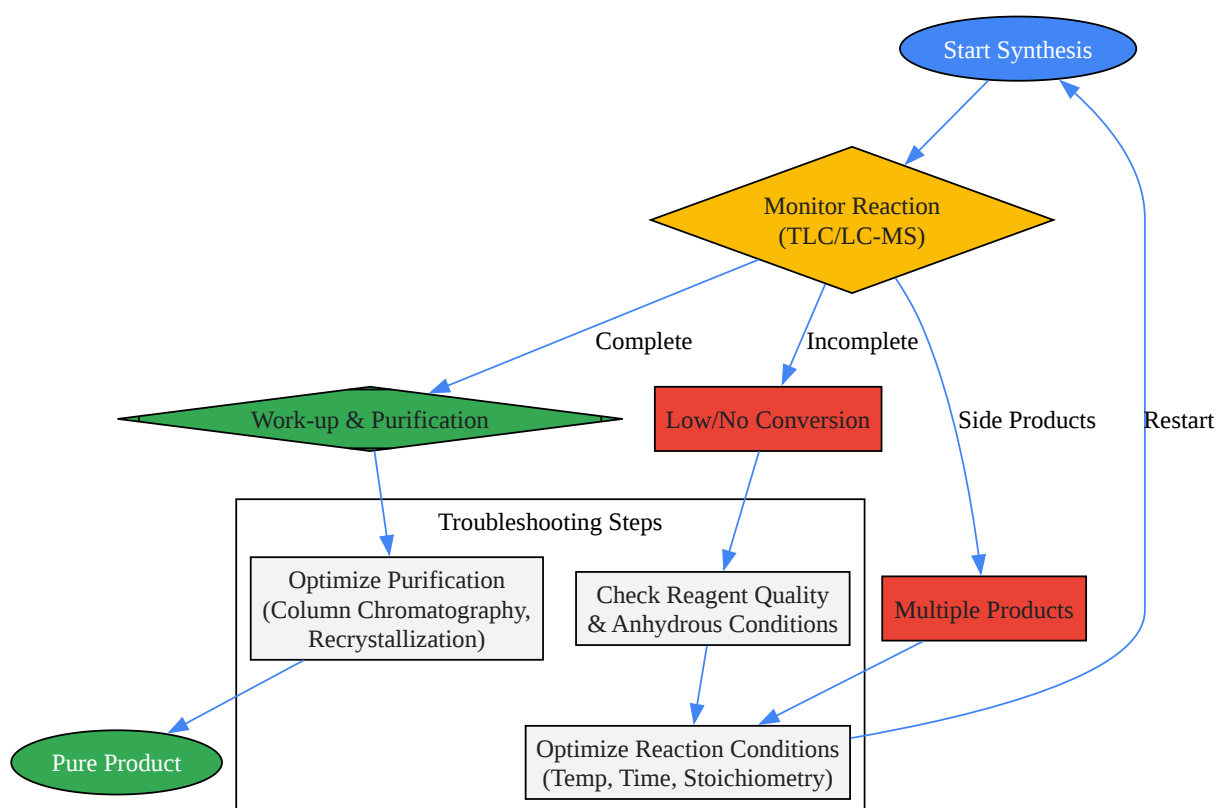 Start Synthesis
Monitor Reaction
(TLC/LC-MS)
Complete
Incomplete
Side Products
Restart
Work-up & Purification
Low/No Conversion
Troubleshooting Steps
Optimize Purification
(Column Chromatography,
Recrystallization)
Check Reagent Quality
& Anhydrous Conditions
Multiple Products
Pure Product
Optimize Reaction Conditions
(Temp, Time, Stoichiometry)